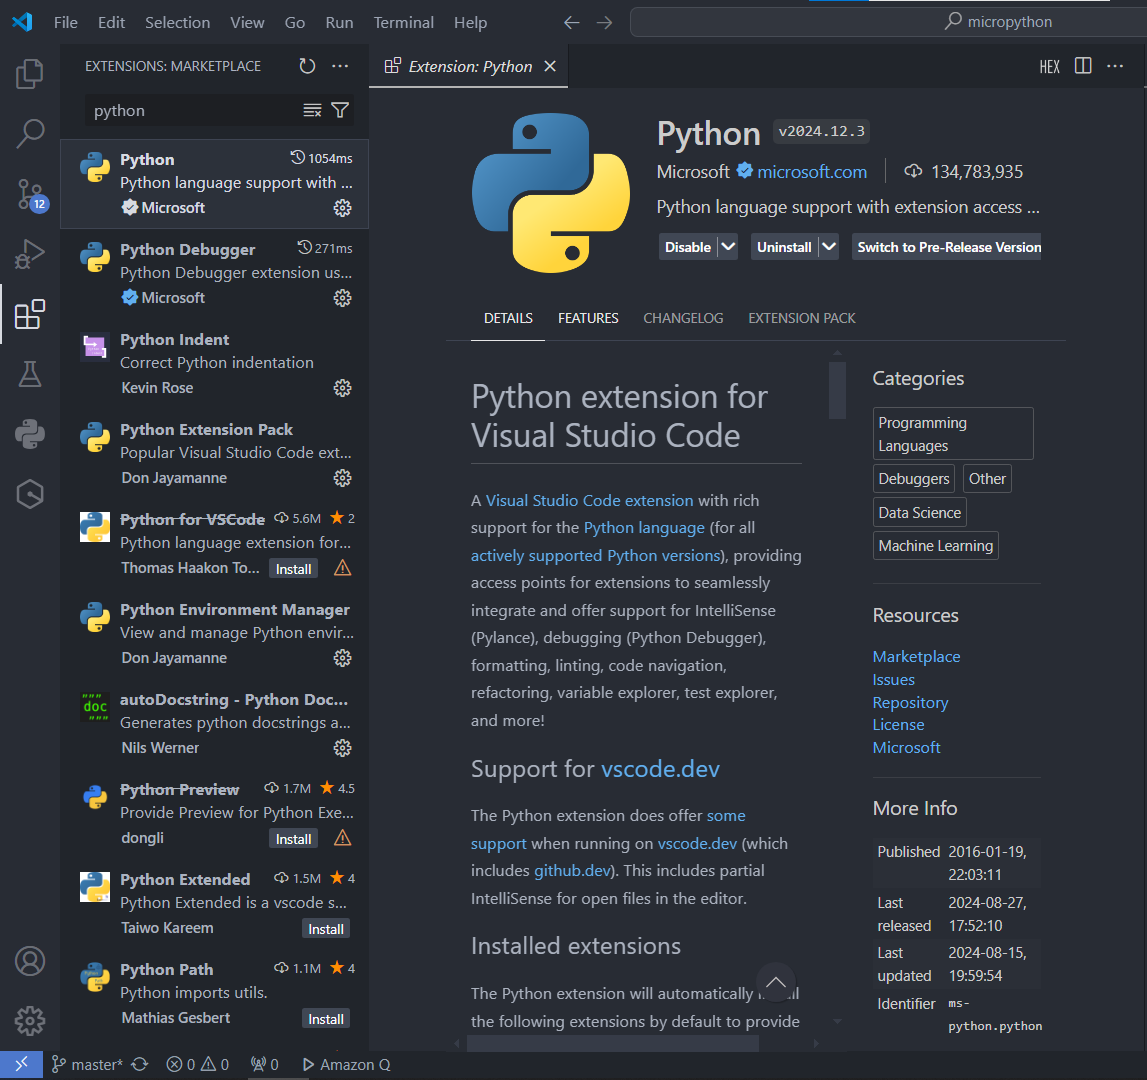 File Edit Selection View Go Run Terminal Help
micropython
EXTENSIONS: MARKETPLACE
python
Python 1054ms
Python language support with ...
Microsoft
Python Debugger 271ms
Python Debugger extension us...
Microsoft
Python Indent
Correct Python indentation
Kevin Rose
Python Extension Pack
Popular Visual Studio Code ext...
Don Jayamanne
Python for VSCode 5.6M 2
Python language extension for...
Thomas Haakon To... Install
Python Environment Manager
View and manage Python envir...
Don Jayamanne
"""
doc
"""
autoDocstring - Python Doc...
Generates python docstrings a...
Nils Werner
Python Preview 1.7M 4.5
Provide Preview for Python Exe...
dongli Install
Python Extended 1.5M 4
Python Extended is a vscode s...
Taiwo Kareem Install
Python Path 1.1M 4
Python imports utils.
Mathias Gesbert Install
12
Extension: Python
HEX
Python v2024.12.3
Microsoft microsoft.com 134,783,935
Python language support with extension access ...
Disable Uninstall Switch to Pre-Release Version
DETAILS FEATURES CHANGELOG EXTENSION PACK
Python extension for
Visual Studio Code
A Visual Studio Code extension with rich
support for the Python language (for all
actively supported Python versions), providing
access points for extensions to seamlessly
integrate and offer support for IntelliSense
(Pylance), debugging (Python Debugger),
formatting, linting, code navigation,
refactoring, variable explorer, test explorer,
and more!
Support for vscode.dev
The Python extension does offer some
support when running on vscode.dev (which
includes github.dev). This includes partial
IntelliSense for open files in the editor.
Installed extensions
The Python extension will automatically
the following extensions by default to provide
Categories
Programming
Languages
Debuggers Other
Data Science
Machine Learning
Resources
Marketplace
Issues
Repository
License
Microsoft
More Info
Published 2016-01-19,
22:03:11
Last 2024-08-27,
released 17:52:10
Last 2024-08-15,
updated 19:59:54
Identifier ms-
python.python
master* 0 0 0 Amazon Q